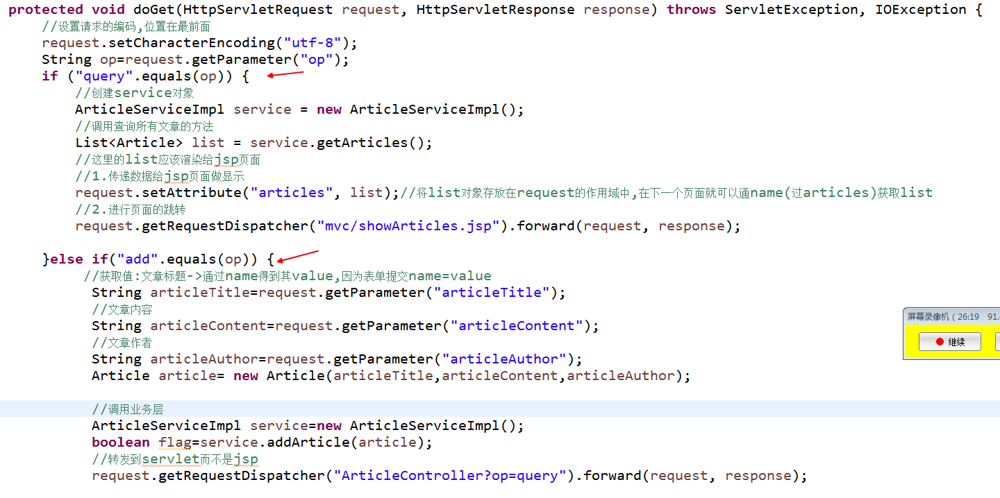 protected void doGet(HttpServletRequest request, HttpServletResponse response) throws ServletException, IOException {
//设置请求的编码,位置在最前面
request.setCharacterEncoding("utf-8");
String op=request.getParameter("op");
if ("query".equals(op)) {
//创建service对象
ArticleServiceImpl service = new ArticleServiceImpl();
//调用查询所有文章的方法
List<Article> list = service.getArticles();
//这里的list应该渲染给jsp页面
//1.传递数据给jsp页面做显示
request.setAttribute("articles", list);//将list对象存放在request的作用域中,在下一个页面就可以通name(过articles)获取list
//2.进行页面的跳转
request.getRequestDispatcher("mvc/showArticles.jsp").forward(request, response);
}else if("add".equals(op)) {
//获取值:文章标题->通过name得到其value,因为表单提交name=value
String articleTitle=request.getParameter("articleTitle");
//文章内容
String articleContent=request.getParameter("articleContent");
//文章作者
String articleAuthor=request.getParameter("articleAuthor");
Article article= new Article(articleTitle,articleContent,articleAuthor);
//调用业务层
ArticleServiceImpl service=new ArticleServiceImpl();
boolean flag=service.addArticle(article);
//转发到servlet而不是jsp
request.getRequestDispatcher("ArticleController?op=query").forward(request, response);
屏幕录像机 ( 26:19 91.
继续